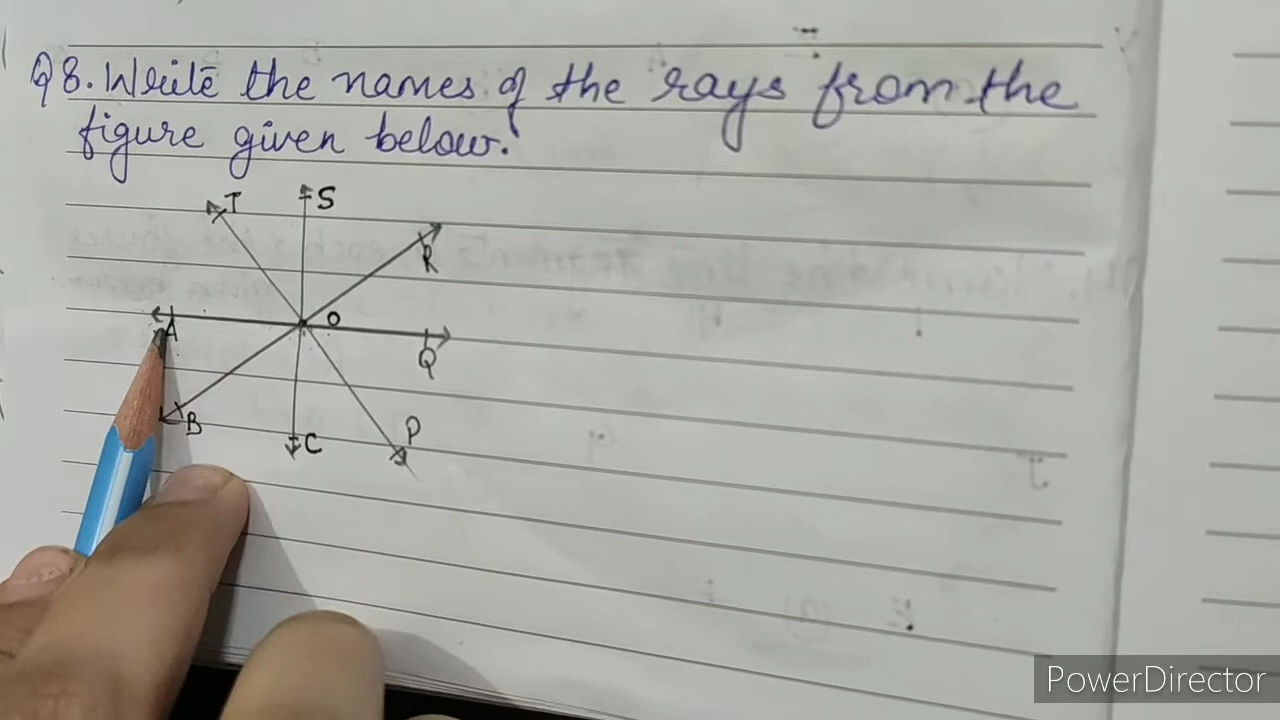 Q8. Write the names of the rays from the
figure given below.
T
S
R
A
O
Q
B
C
P
PowerDirector